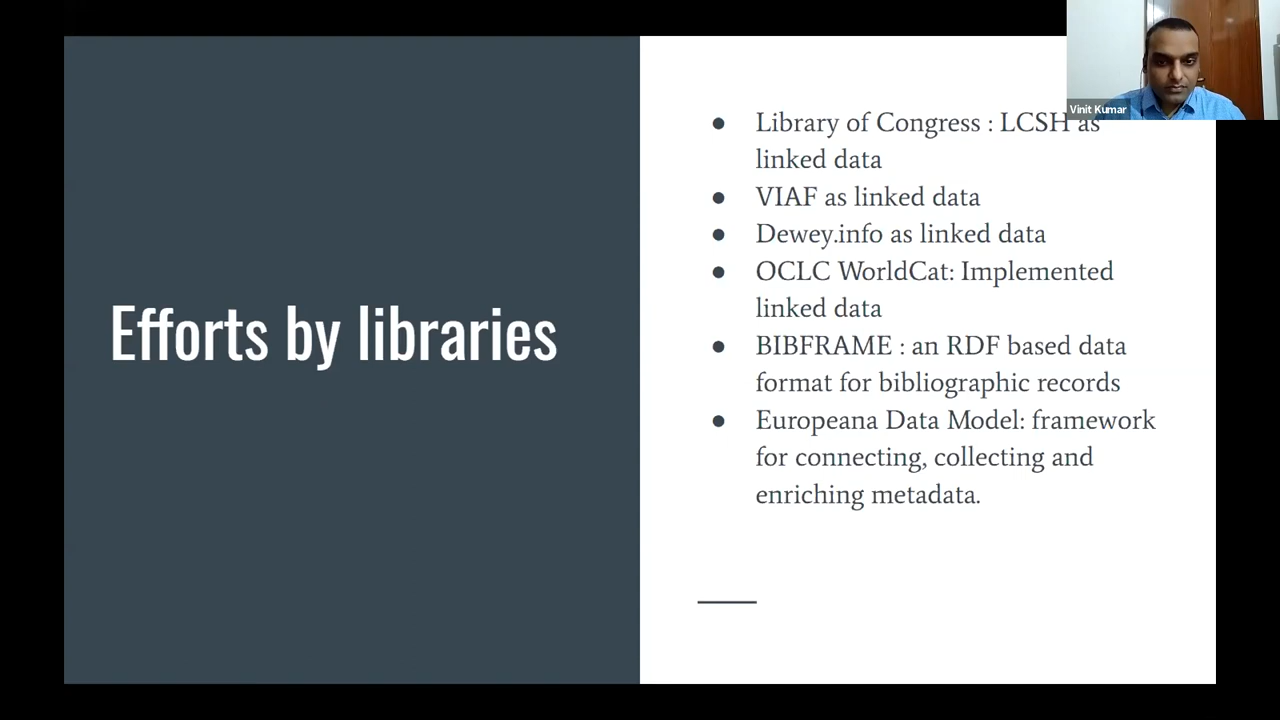 Vinit Kumar
Efforts by libraries
● Library of Congress : LCSH as
linked data
● VIAF as linked data
● Dewey.info as linked data
● OCLC WorldCat: Implemented
linked data
● BIBFRAME : an RDF based data
format for bibliographic records
● Europeana Data Model: framework
for connecting, collecting and
enriching metadata.